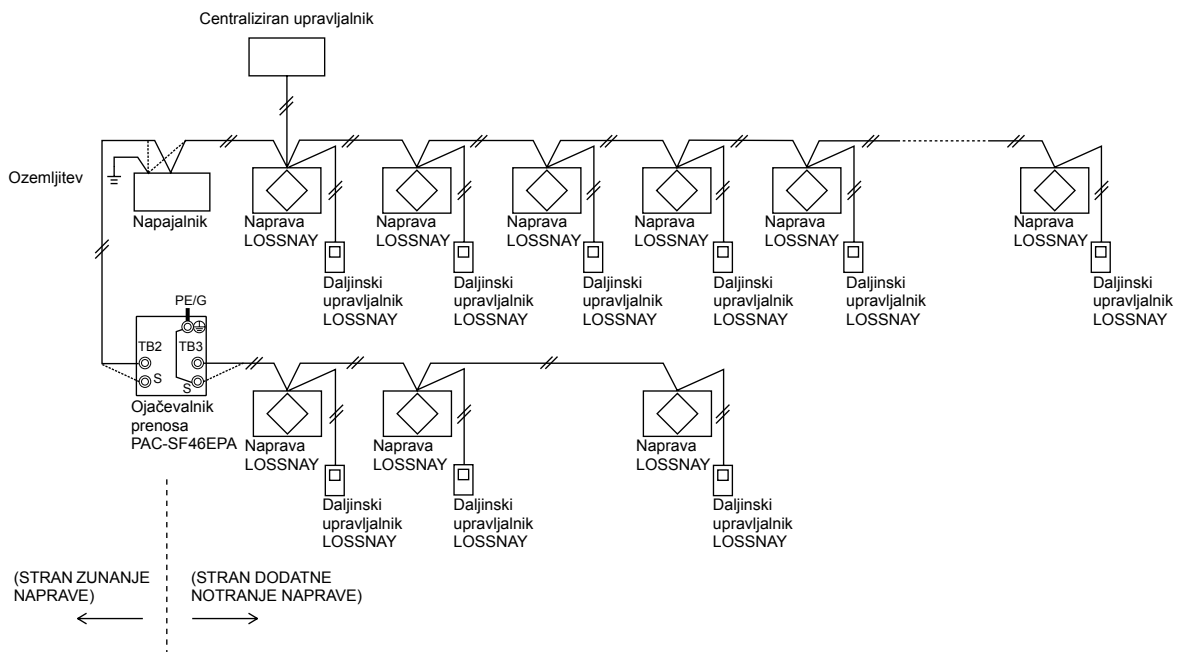 Centraliziran upravljalnik
Ozemljitev
Napajalnik
Naprava
LOSSNAY
Naprava
LOSSNAY
Naprava
LOSSNAY
Naprava
LOSSNAY
Naprava
LOSSNAY
Naprava
LOSSNAY
Daljinski
upravljalnik
LOSSNAY
Daljinski
upravljalnik
LOSSNAY
Daljinski
upravljalnik
LOSSNAY
Daljinski
upravljalnik
LOSSNAY
Daljinski
upravljalnik
LOSSNAY
Daljinski
upravljalnik
LOSSNAY
PE/G
TB2 TB3
S S
Ojačevalnik
prenosa
PAC-SF46EPA
Naprava
LOSSNAY
Naprava
LOSSNAY
Naprava
LOSSNAY
Daljinski
upravljalnik
LOSSNAY
Daljinski
upravljalnik
LOSSNAY
Daljinski
upravljalnik
LOSSNAY
(STRAN ZUNANJE
NAPRAVE)
(STRAN DODATNE
NOTRANJE NAPRAVE)